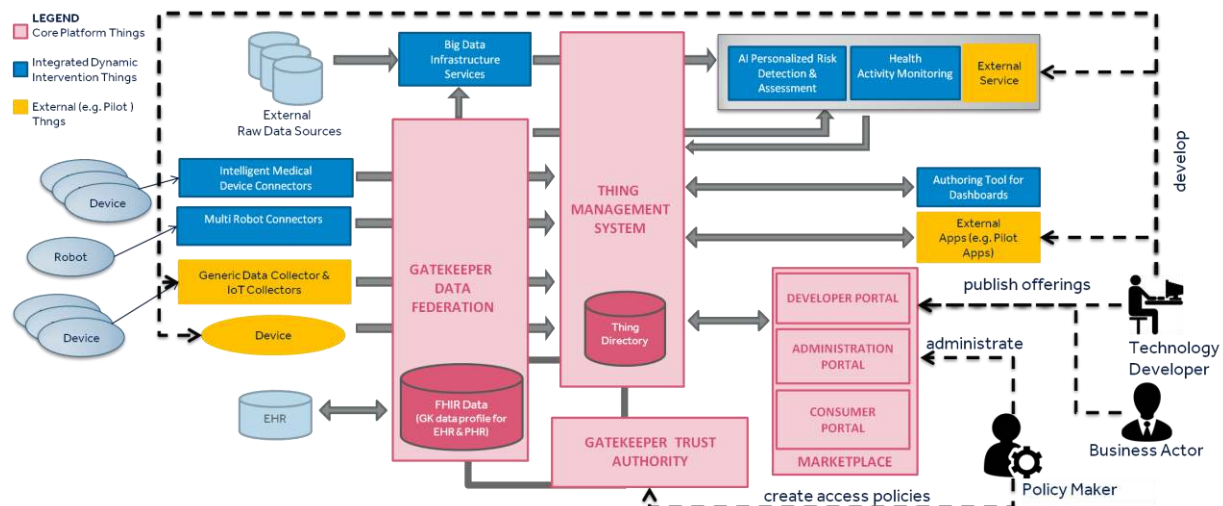 LEGEND
Core Platform Things
Integrated Dynamic
Intervention Things
External (e.g. Pilot )
Thngs
External
Raw Data Sources
Big Data
Infrastructure
Services
AI Personalized Risk
Detection &
Assessment
Health
Activity Monitoring
External
Service
develop
Device
Intelligent Medical
Device Connectors
Multi Robot Connectors
Robot
Generic Data Collector &
IoT Collectors
Device
Device
EHR
GATEKEEPER
DATA
FEDERATION
FHIR Data
(GK data profile for
EHR & PHR)
THING
MANAGEMENT
SYSTEM
Thing
Directory
GATEKEEPER TRUST
AUTHORITY
Authoring Tool for
Dashboards
External
Apps (e.g. Pilot
Apps)
DEVELOPER PORTAL
ADMINISTRATION
PORTAL
CONSUMER
PORTAL
MARKETPLACE
publish offerings
administrate
Technology
Developer
Business Actor
Policy Maker
create access policies